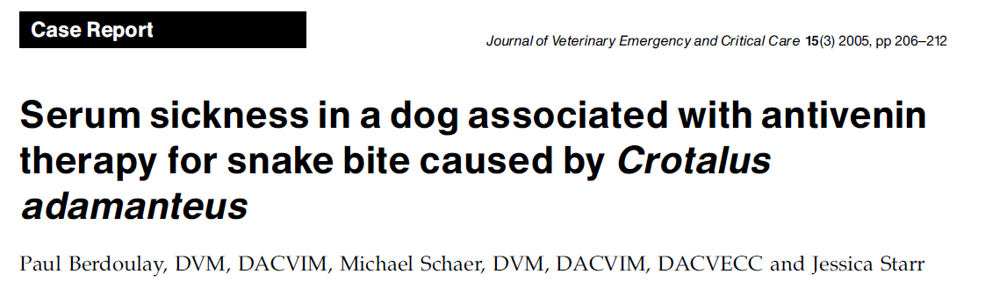 Case Report
Journal of Veterinary Emergency and Critical Care 15(3) 2005, pp 206–212
Serum sickness in a dog associated with antivenin
therapy for snake bite caused by Crotalus
adamanteus
Paul Berdoulay, DVM, DACVIM, Michael Schaer, DVM, DACVIM, DACVECC and Jessica Starr